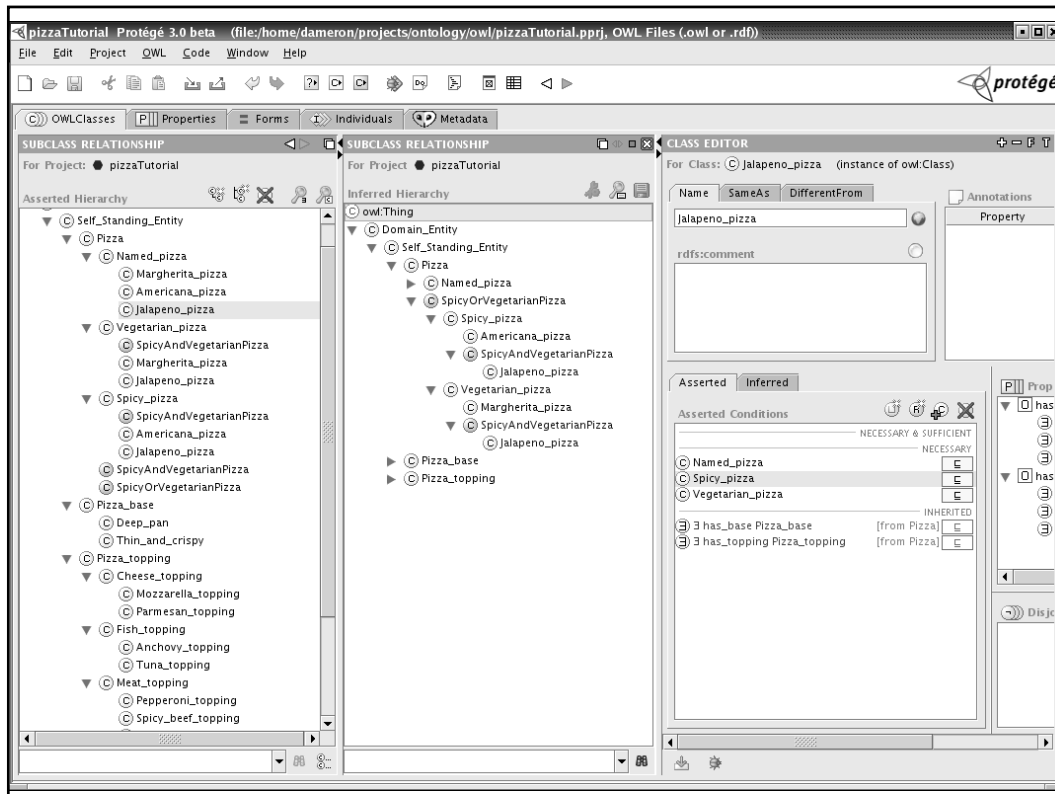 pizzaTutorial Protégé 3.0 beta (file:/home/dameron/projects/ontology/owl/pizzaTutorial.pprj, OWL Files (.owl or .rdf))
File Edit Project OWL Code Window Help
protégé
OWLClasses Properties Forms Individuals Metadata
SUBCLASS RELATIONSHIP
For Project: pizzaTutorial
Asserted Hierarchy
Self_Standing_Entity
Pizza
Named_pizza
Margherita_pizza
Americana_pizza
Jalapeno_pizza
Vegetarian_pizza
SpicyAndVegetarianPizza
Margherita_pizza
Jalapeno_pizza
Spicy_pizza
SpicyAndVegetarianPizza
Americana_pizza
Jalapeno_pizza
SpicyAndVegetarianPizza
SpicyOrVegetarianPizza
Pizza_base
Deep_pan
Thin_and_crispy
Pizza_topping
Cheese_topping
Mozzarella_topping
Parmesan_topping
Fish_topping
Anchovy_topping
Tuna_topping
Meat_topping
Pepperoni_topping
Spicy_beef_topping
SUBCLASS RELATIONSHIP
For Project pizzaTutorial
Inferred Hierarchy
owl:Thing
Domain_Entity
Self_Standing_Entity
Pizza
Named_pizza
SpicyOrVegetarianPizza
Spicy_pizza
Americana_pizza
SpicyAndVegetarianPizza
Jalapeno_pizza
Vegetarian_pizza
Margherita_pizza
SpicyAndVegetarianPizza
Jalapeno_pizza
Pizza_base
Pizza_topping
CLASS EDITOR
For Class: Jalapeno_pizza (instance of owl:Class)
Name SameAs DifferentFrom
Jalapeno_pizza
rdfs:comment
Annotations
Property
Asserted Inferred
Asserted Conditions
NECESSARY & SUFFICIENT
NECESSARY
Named_pizza
Spicy_pizza
Vegetarian_pizza
INHERITED
∃ has_base Pizza_base [from Pizza]
∃ has_topping Pizza_topping [from Pizza]
Prop
has
has
Disjo